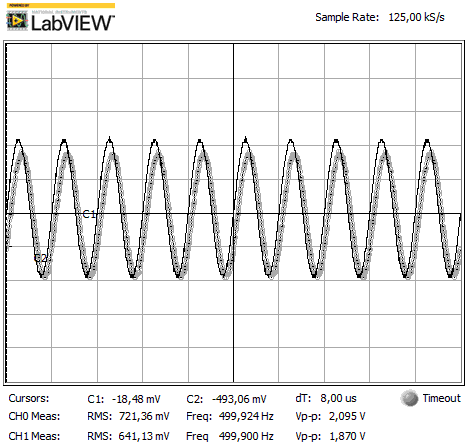 POWERED BY
NATIONAL INSTRUMENTS
LabVIEW™
Sample Rate: 125,00 kS/s
C1
C2
Cursors: C1: -18,48 mV C2: -493,06 mV dT: 8,00 us Timeout
CH0 Meas: RMS: 721,36 mV Freq: 499,924 Hz Vp-p: 2,095 V
CH1 Meas: RMS: 641,13 mV Freq: 499,900 Hz Vp-p: 1,870 V